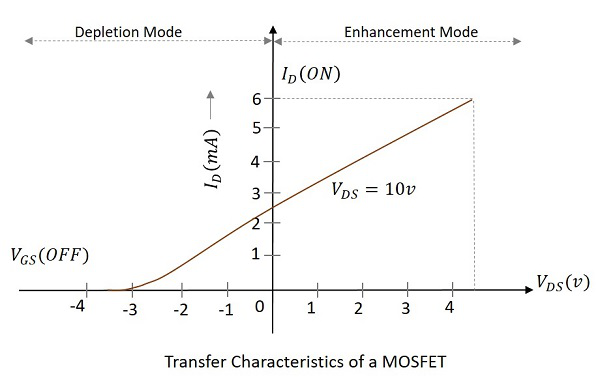 Depletion Mode
Enhancement Mode
I_D(ON)
I_D(mA)
6
5
4
3
2
1
V_DS = 10v
V_GS(OFF)
V_DS(v)
-4 -3 -2 -1 0 1 2 3 4
Transfer Characteristics of a MOSFET